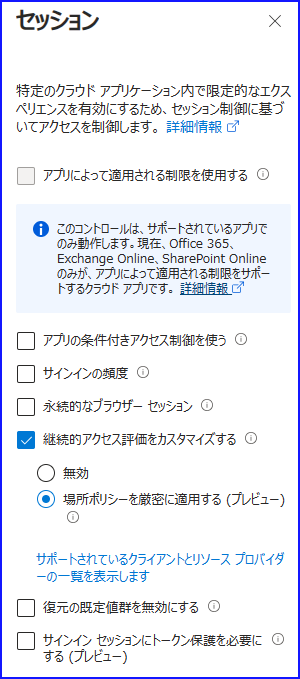 セッション
特定のクラウド アプリケーション内で限定的なエクス
ペリエンスを有効にするため、セッション制御に基づ
いてアクセスを制御します。 詳細情報
アプリによって適用される制限を使用する
このコントロールは、サポートされているアプリで
のみ動作します。現在、Office 365、
Exchange Online、SharePoint Online
のみが、アプリによって適用される制限をサポー
トするクラウド アプリです。 詳細情報
アプリの条件付きアクセス制御を使う
サインインの頻度
永続的なブラウザー セッション
継続的アクセス評価をカスタマイズする
無効
場所ポリシーを厳密に適用する (プレビュー)
サポートされているクライアントとリソース プロバイダ
ーの一覧を表示します
復元の既定値群を無効にする
サインイン セッションにトークン保護を必要に
する (プレビュー)